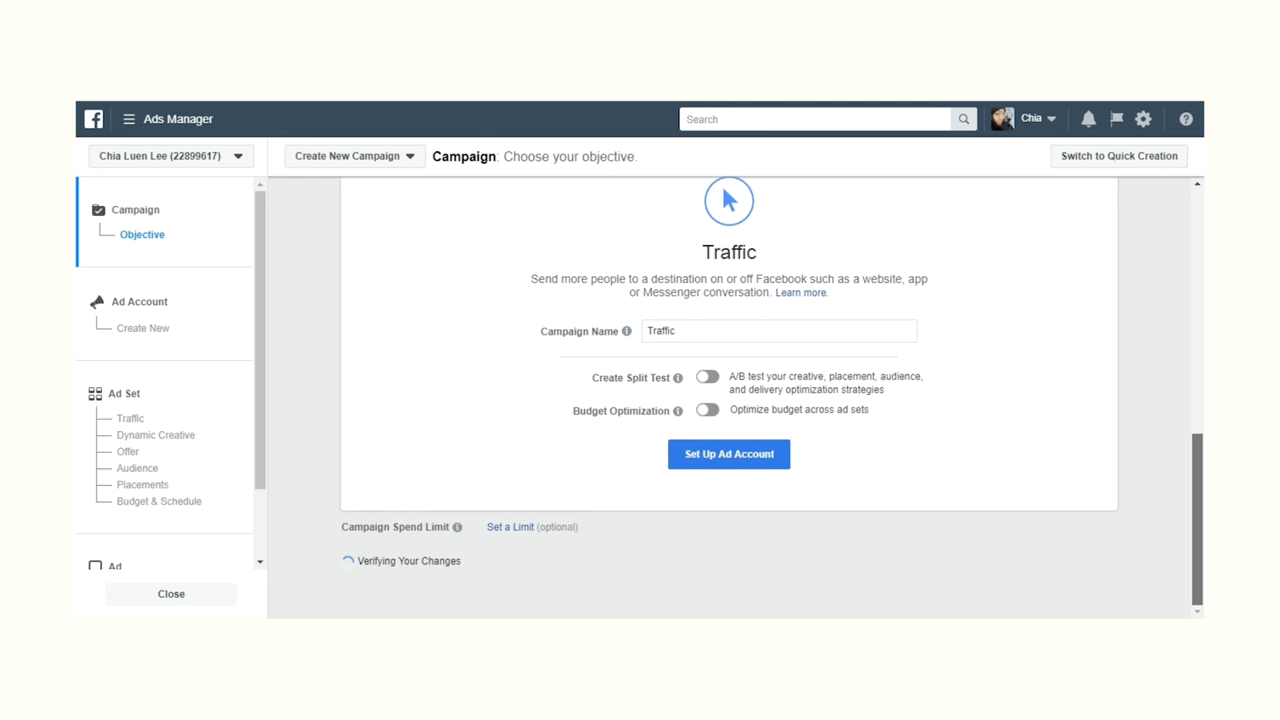 Ads Manager
Search
Chia
Chia Luen Lee (22899617)
Create New Campaign
Campaign: Choose your objective.
Switch to Quick Creation
Campaign
Objective
Ad Account
Create New
Ad Set
Traffic
Dynamic Creative
Offer
Audience
Placements
Budget & Schedule
Ad
Close
Traffic
Send more people to a destination on or off Facebook such as a website, app
or Messenger conversation. Learn more.
Campaign Name Traffic
Create Split Test A/B test your creative, placement, audience,
and delivery optimization strategies
Budget Optimization Optimize budget across ad sets
Set Up Ad Account
Campaign Spend Limit Set a Limit (optional)
Verifying Your Changes